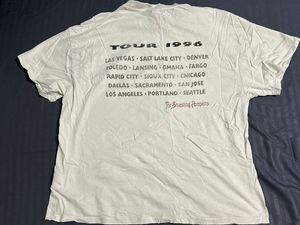 TOUR 1996
LAS VEGAS • SALT LAKE CITY • DENVER
TOLEDO • LANSING • OMAHA • FARGO
RAPID CITY • SIOUX CITY • CHICAGO
DALLAS • SACRAMENTO • SAN JOSE
LOS ANGELES • PORTLAND • SEATTLE
The Smashing Pumpkins